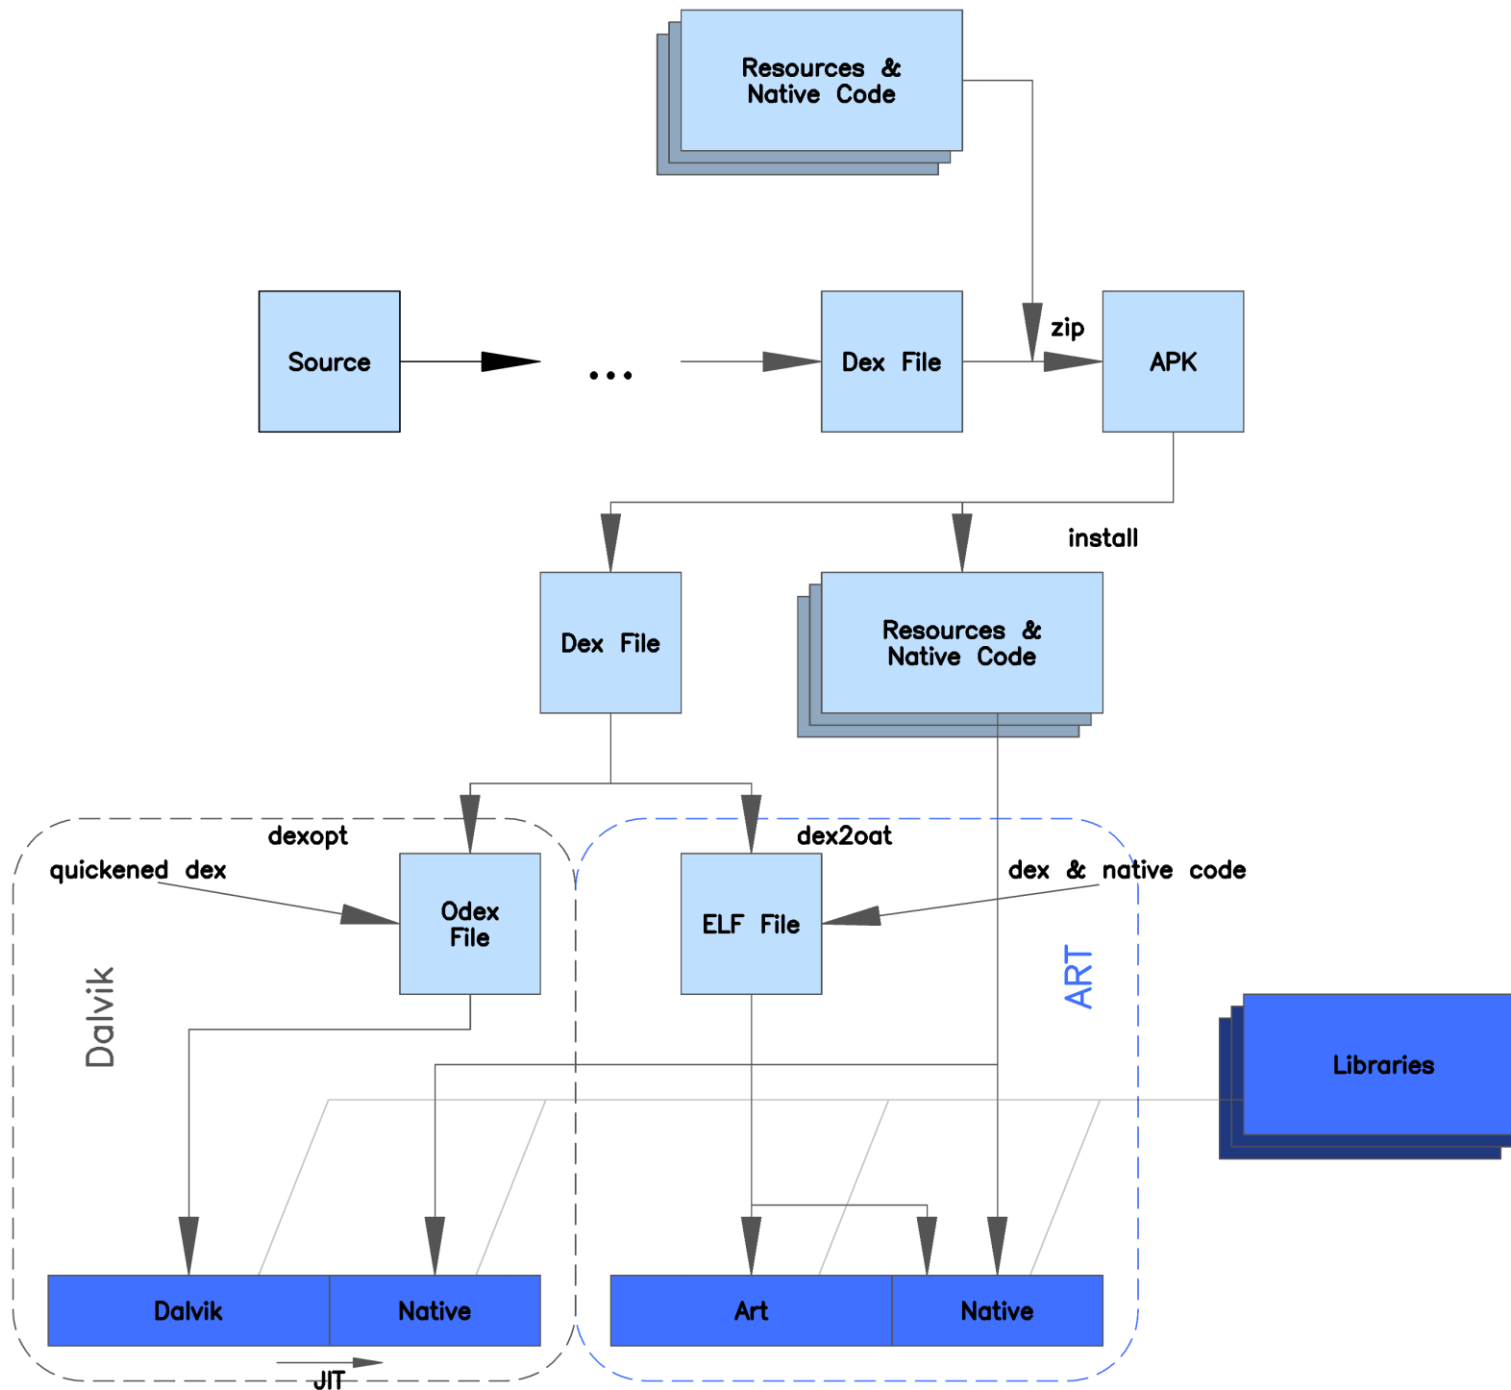 Resources &
Native Code
zip
Source
...
Dex File
APK
install
Dex File
Resources &
Native Code
dexopt
dex2oat
quickened dex
dex & native code
Odex
File
ELF File
Dalvik
ART
Libraries
Dalvik
Native
Art
Native
JIT